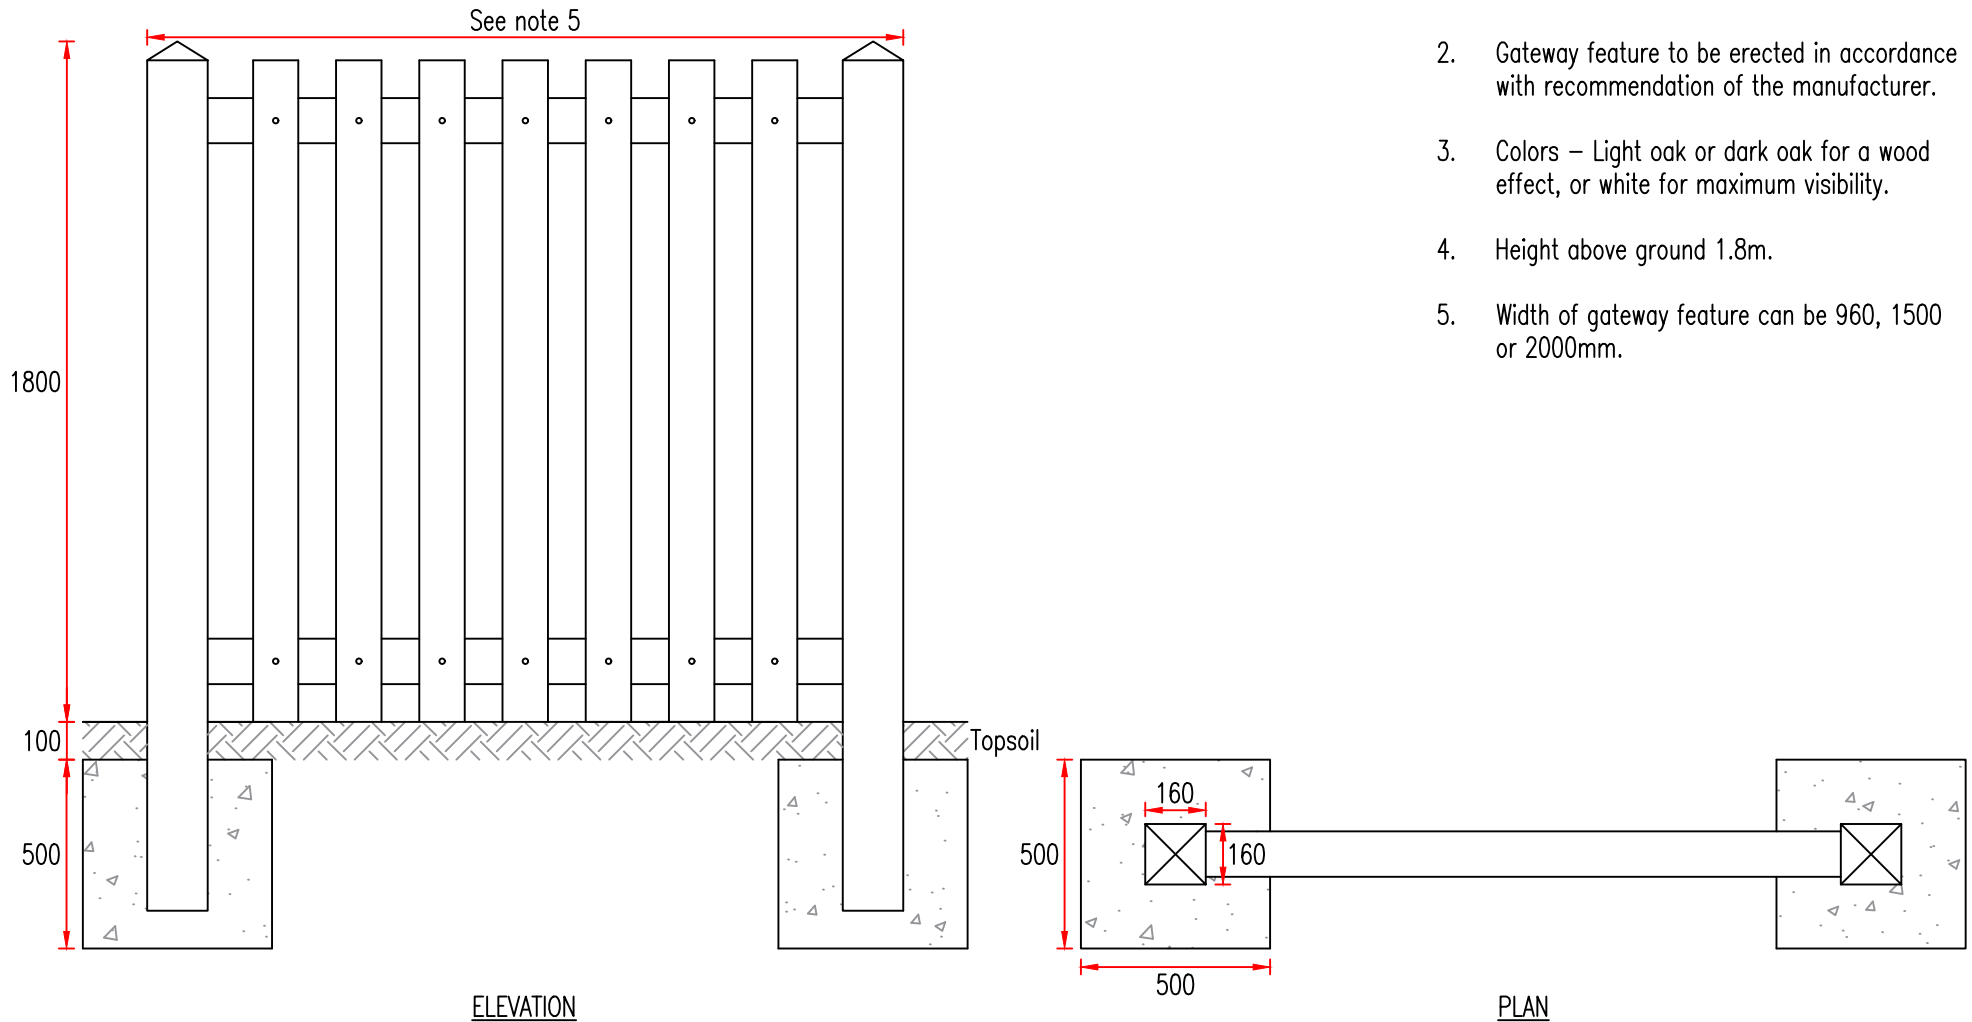 See note 5
2. Gateway feature to be erected in accordance
with recommendation of the manufacturer.
3. Colors – Light oak or dark oak for a wood
effect, or white for maximum visibility.
4. Height above ground 1.8m.
5. Width of gateway feature can be 960, 1500
or 2000mm.
1800
100
Topsoil
500
160
500
160
500
ELEVATION
PLAN